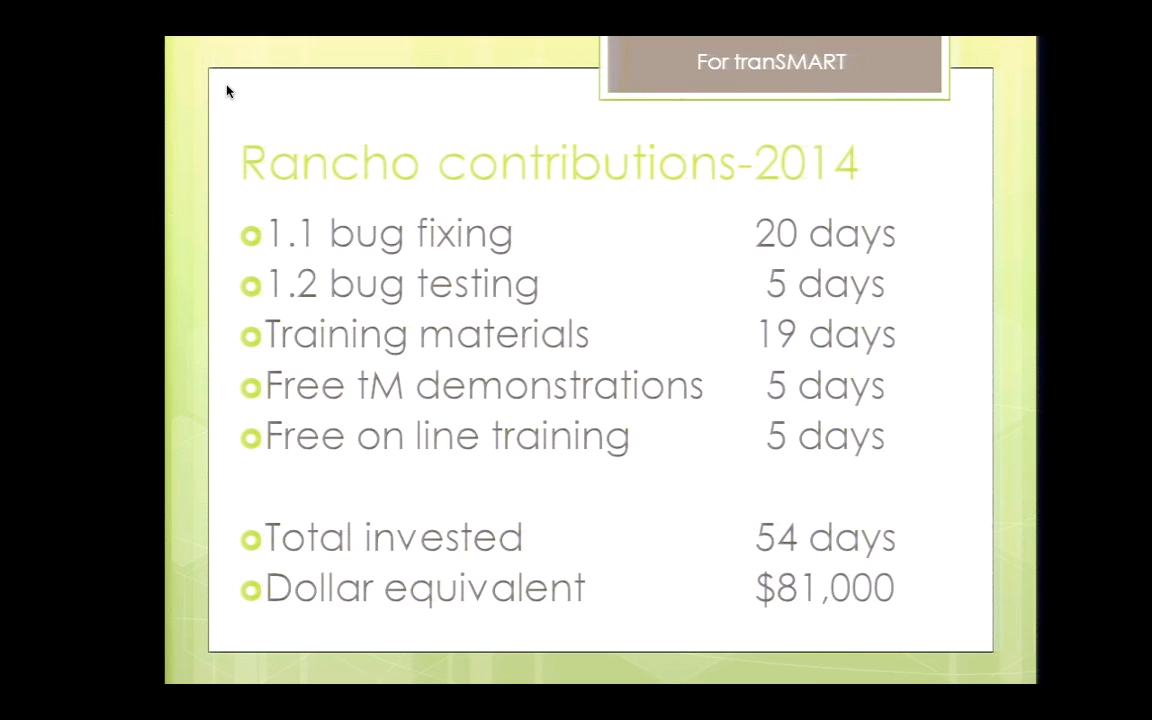 For tranSMART
Rancho contributions-2014
1.1 bug fixing 20 days
1.2 bug testing 5 days
Training materials 19 days
Free tM demonstrations 5 days
Free on line training 5 days
Total invested 54 days
Dollar equivalent $81,000